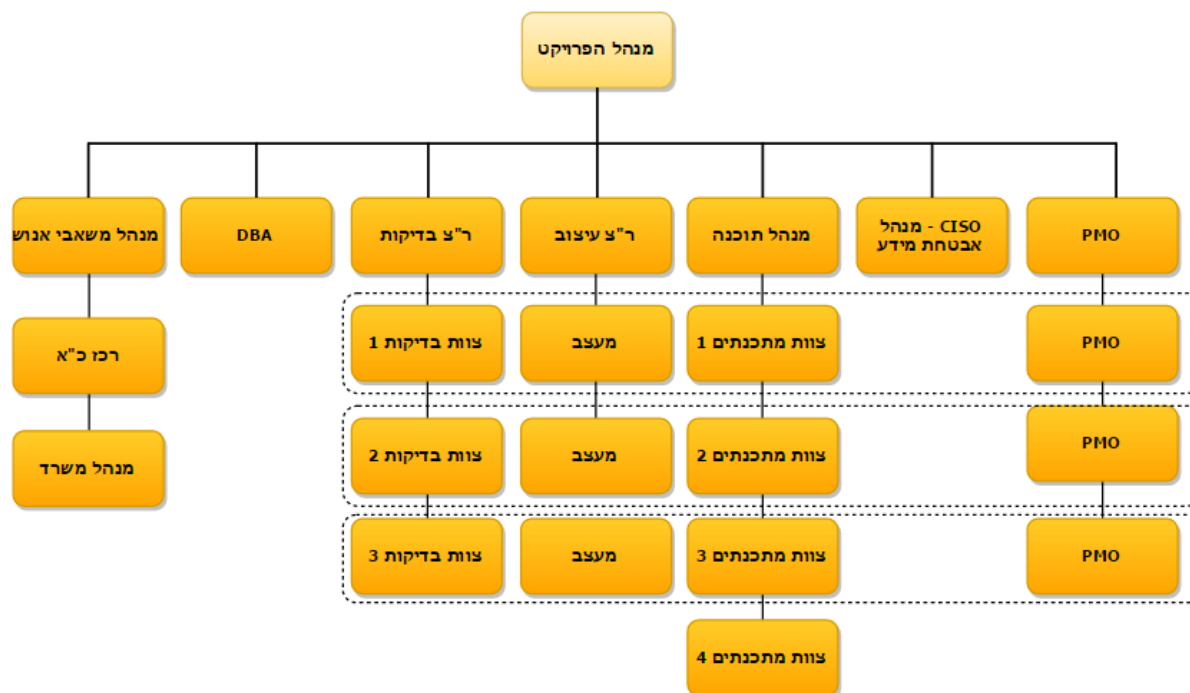 מנהל הפרויקט
PMO
CISO - מנהל
אבטחת מידע
מנהל תוכנה
ר"צ עיצוב
ר"צ בדיקות
DBA
מנהל משאבי אנוש
PMO
צוות מתכנתים 1
מעצב
צוות בדיקות 1
רכז כ"א
PMO
צוות מתכנתים 2
מעצב
צוות בדיקות 2
מנהל משרד
PMO
צוות מתכנתים 3
מעצב
צוות בדיקות 3
צוות מתכנתים 4